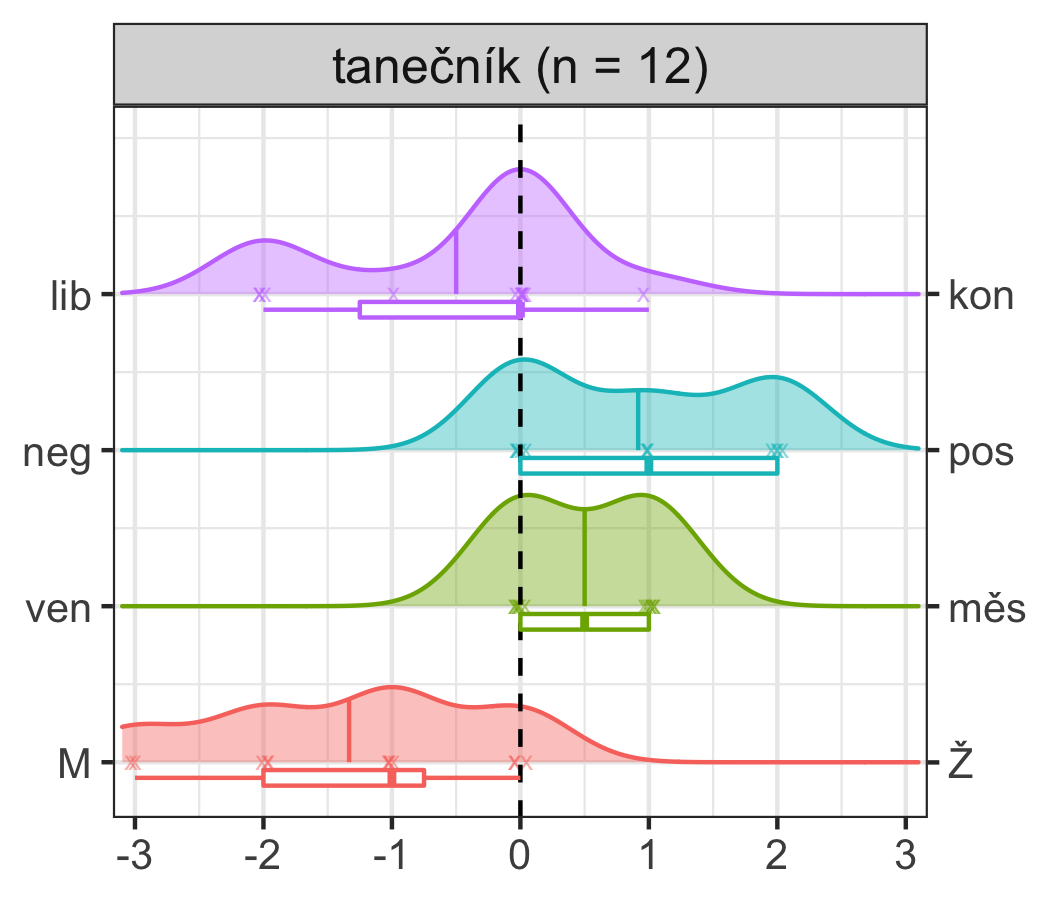 tanečník (n = 12)
lib kon
neg pos
ven měs
M Ž
-3 -2 -1 0 1 2 3